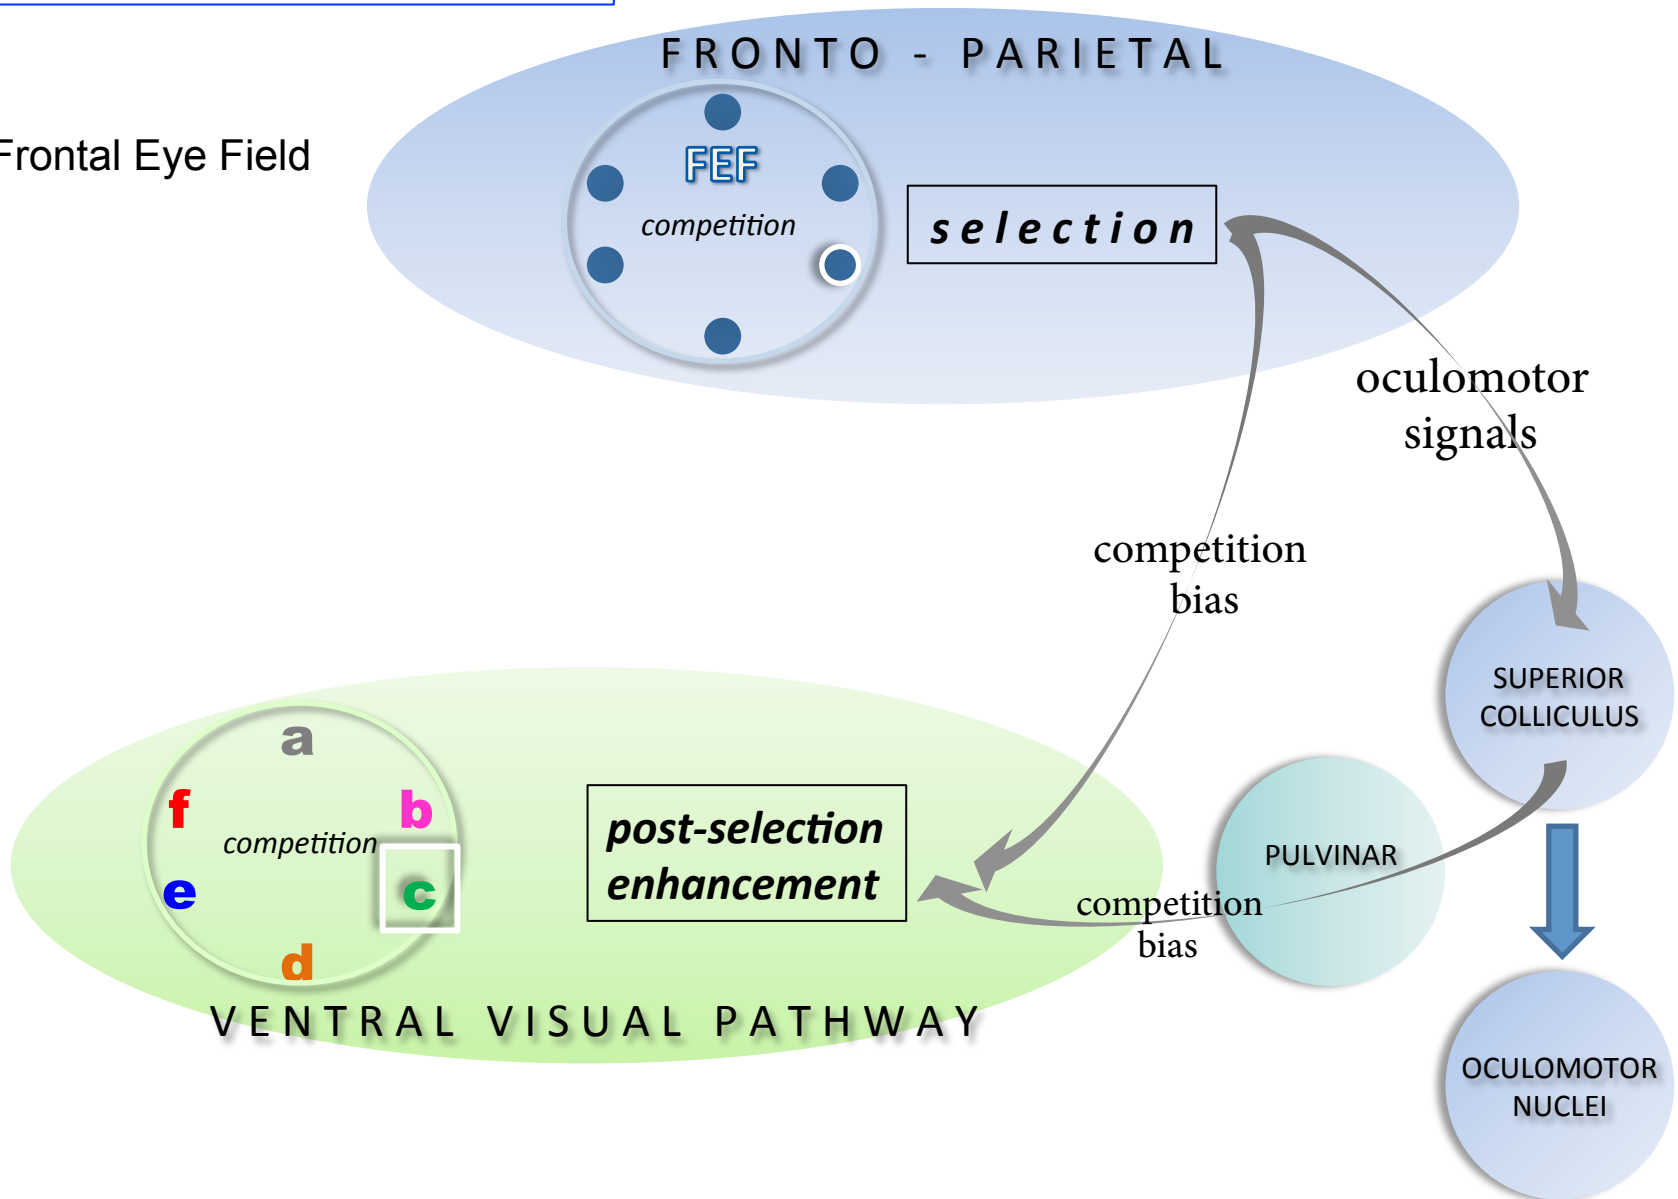 FRONTO - PARIETAL
Frontal Eye Field
FEF
competition
selection
oculomotor
signals
competition
bias
SUPERIOR
COLLICULUS
a
f
b
competition
e
c
d
post-selection
enhancement
PULVINAR
competition
bias
VENTRAL VISUAL PATHWAY
OCULOMOTOR
NUCLEI